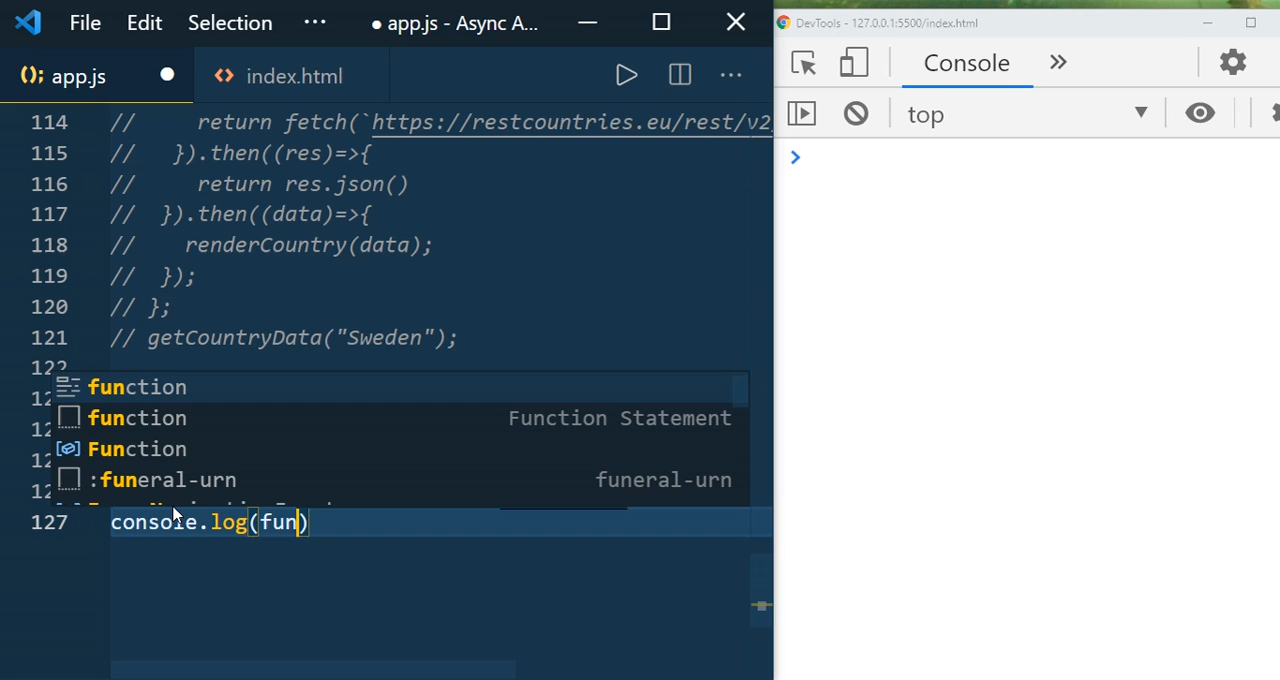 File Edit Selection ···
● app.js - Async A...
(); app.js
<> index.html
114 // return fetch(`https://restcountries.eu/rest/v2
115 // }).then((res)=>{
116 // return res.json()
117 // }).then((data)=>{
118 // renderCountry(data);
119 // });
120 // };
121 // getCountryData("Sweden");
122
function
function Function Statement
Function
:funeral-urn funeral-urn
127 console.log(fun)
DevTools - 127.0.0.1:5500/index.html
Console »
top